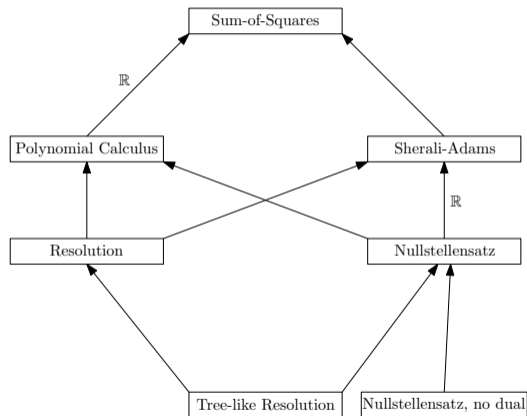 Sum-of-Squares
ℝ
Polynomial Calculus
Sherali-Adams
ℝ
Resolution
Nullstellensatz
Tree-like Resolution
Nullstellensatz, no dual